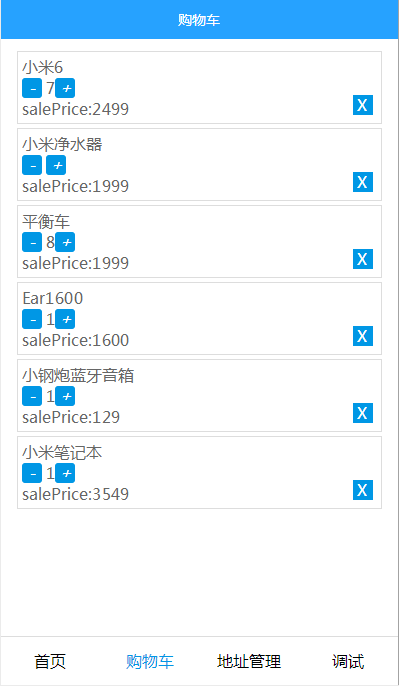 购物车
小米6
- 7 +
salePrice:2499
X
小米净水器
- +
salePrice:1999
X
平衡车
- 8 +
salePrice:1999
X
Ear1600
- 1 +
salePrice:1600
X
小钢炮蓝牙音箱
- 1 +
salePrice:129
X
小米笔记本
- 1 +
salePrice:3549
X
首页 购物车 地址管理 调试